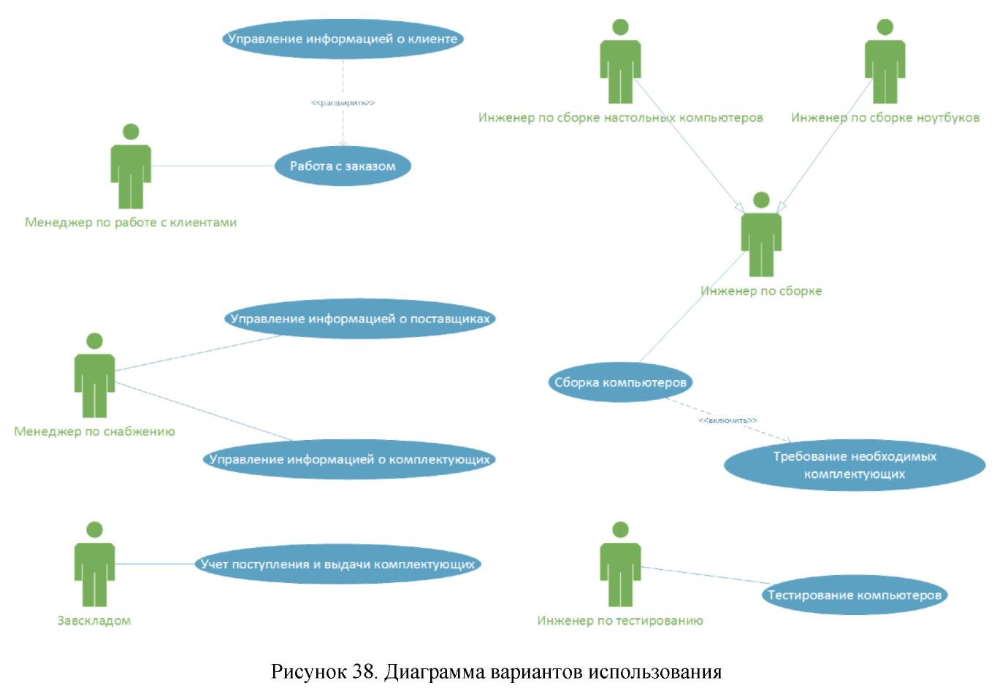 Управление информацией о клиенте
<<расширить>>
Работа с заказом
Менеджер по работе с клиентами
Инженер по сборке настольных компьютеров
Инженер по сборке ноутбуков
Инженер по сборке
Управление информацией о поставщиках
Менеджер по снабжению
Управление информацией о комплектующих
Сборка компьютеров
<<включить>>
Требование необходимых
комплектующих
Учет поступления и выдачи комплектующих
Завскладом
Тестирование компьютеров
Инженер по тестированию
Рисунок 38. Диаграмма вариантов использования